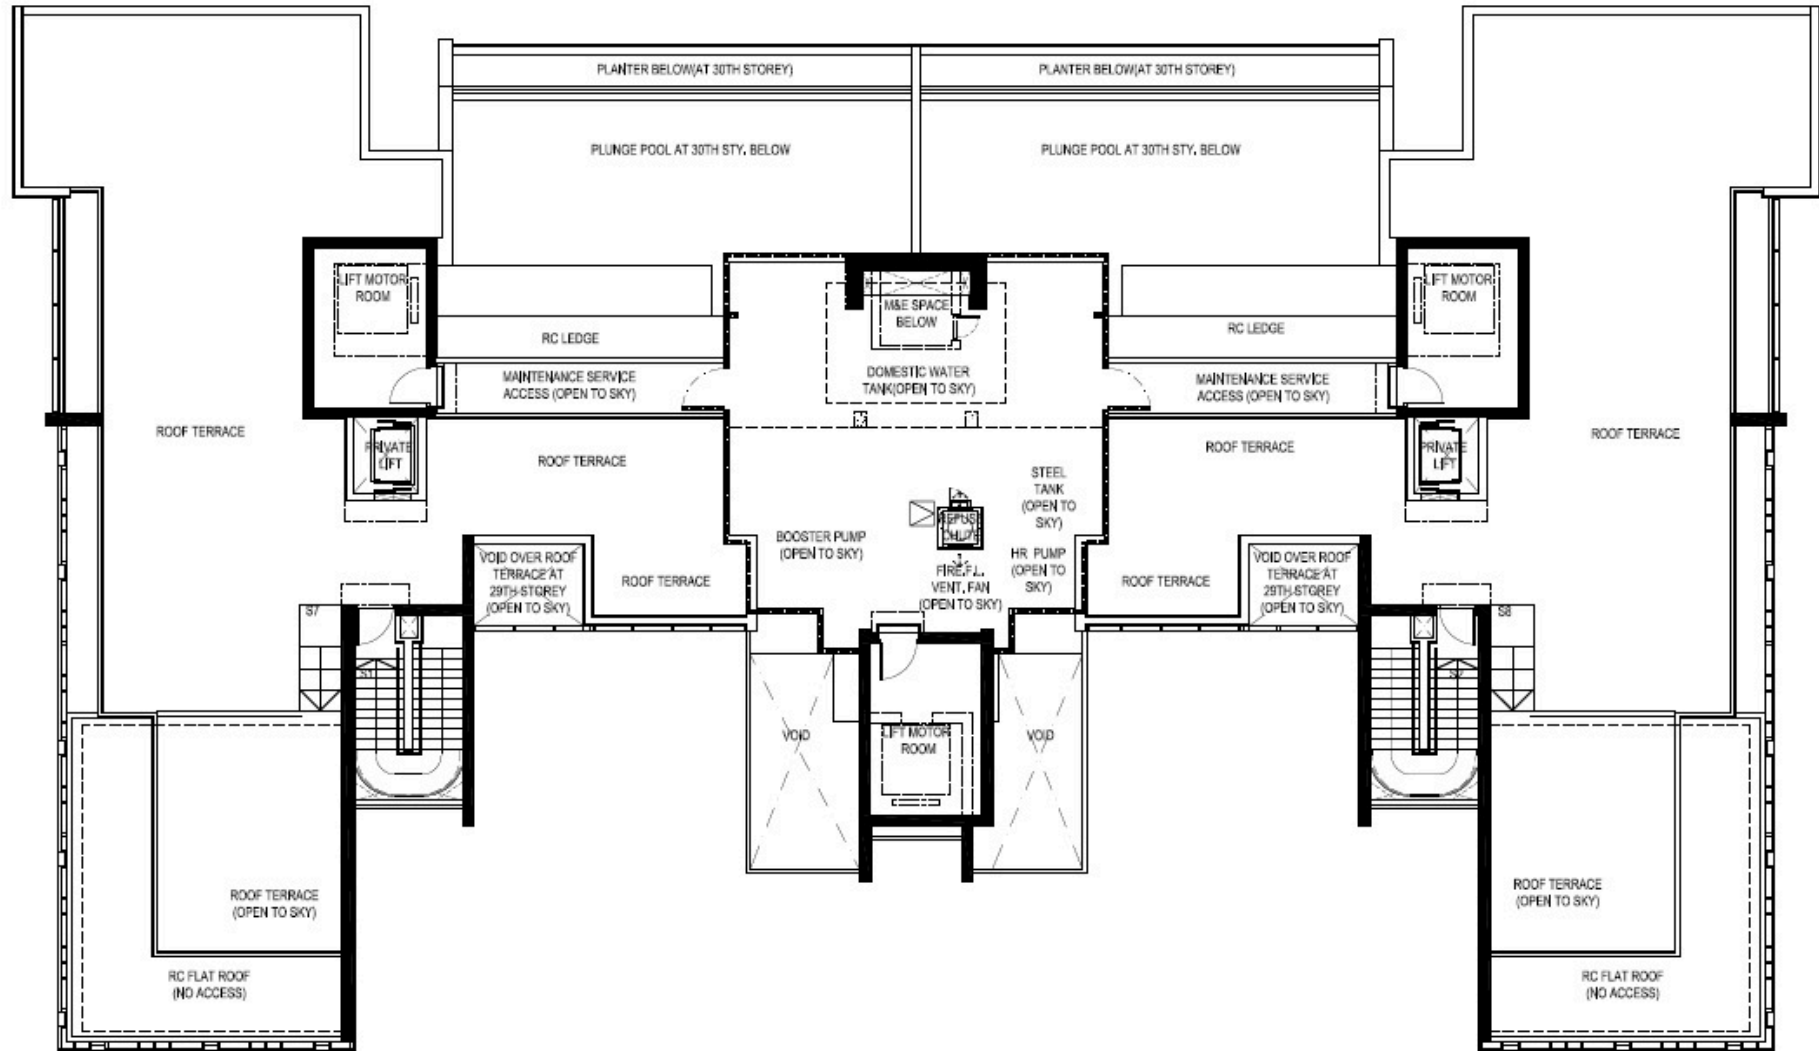 PLANTER BELOW(AT 30TH STOREY)
PLANTER BELOW(AT 30TH STOREY)
PLUNGE POOL AT 30TH STY. BELOW
PLUNGE POOL AT 30TH STY. BELOW
LIFT MOTOR
ROOM
M&E SPACE
BELOW
LIFT MOTOR
ROOM
RC LEDGE
RC LEDGE
MAINTENANCE SERVICE
ACCESS (OPEN TO SKY)
DOMESTIC WATER
TANK(OPEN TO SKY)
MAINTENANCE SERVICE
ACCESS (OPEN TO SKY)
ROOF TERRACE
PRIVATE
LIFT
ROOF TERRACE
ROOF TERRACE
PRIVATE
LIFT
ROOF TERRACE
STEEL
TANK
(OPEN TO
SKY)
REFUSE
CHUTE
BOOSTER PUMP
(OPEN TO SKY)
HR PUMP
(OPEN TO
SKY)
FIRE F.L.
VENT. FAN
(OPEN TO SKY)
VOID OVER ROOF
TERRACE AT
29TH STOREY
(OPEN TO SKY)
ROOF TERRACE
ROOF TERRACE
VOID OVER ROOF
TERRACE AT
29TH STOREY
(OPEN TO SKY)
S7
S8
S1
S2
VOID
LIFT MOTOR
ROOM
VOID
ROOF TERRACE
(OPEN TO SKY)
ROOF TERRACE
(OPEN TO SKY)
RC FLAT ROOF
(NO ACCESS)
RC FLAT ROOF
(NO ACCESS)